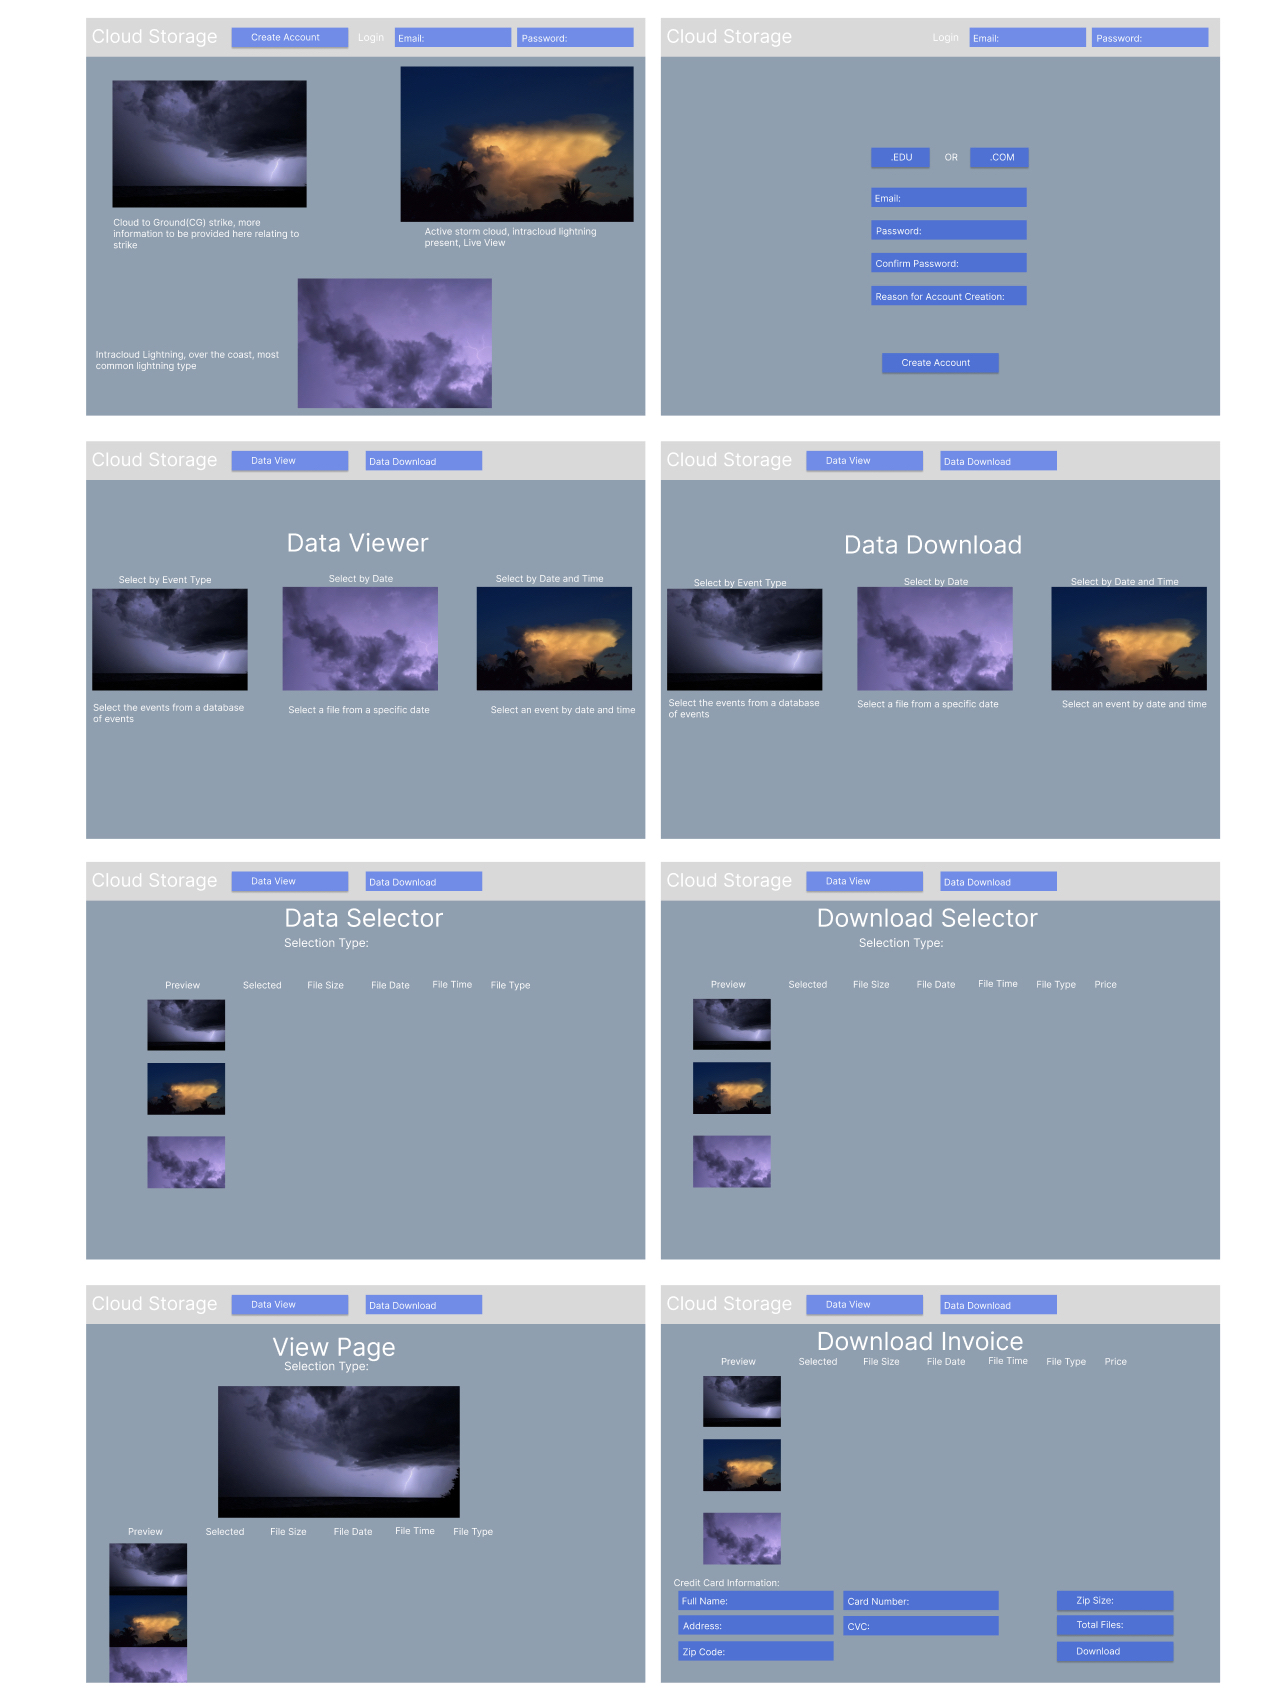 Cloud Storage
Create Account
Login
Email:
Password:
Cloud to Ground(CG) strike, more
information to be provided here relating to
strike
Active storm cloud, intracloud lightning
present, Live View
Intracloud Lightning, over the coast, most
common lightning type
Cloud Storage
Login
Email:
Password:
.EDU
OR
.COM
Email:
Password:
Confirm Password:
Reason for Account Creation:
Create Account
Cloud Storage
Data View
Data Download
Data Viewer
Select by Event Type
Select by Date
Select by Date and Time
Select the events from a database
of events
Select a file from a specific date
Select an event by date and time
Cloud Storage
Data View
Data Download
Data Download
Select by Event Type
Select by Date
Select by Date and Time
Select the events from a database
of events
Select a file from a specific date
Select an event by date and time
Cloud Storage
Data View
Data Download
Data Selector
Selection Type:
Preview
Selected
File Size
File Date
File Time
File Type
Cloud Storage
Data View
Data Download
Download Selector
Selection Type:
Preview
Selected
File Size
File Date
File Time
File Type
Price
Cloud Storage
Data View
Data Download
View Page
Selection Type:
Preview
Selected
File Size
File Date
File Time
File Type
Cloud Storage
Data View
Data Download
Download Invoice
Preview
Selected
File Size
File Date
File Time
File Type
Price
Credit Card Information:
Full Name:
Card Number:
Zip Size:
Address:
CVC:
Total Files:
Zip Code:
Download